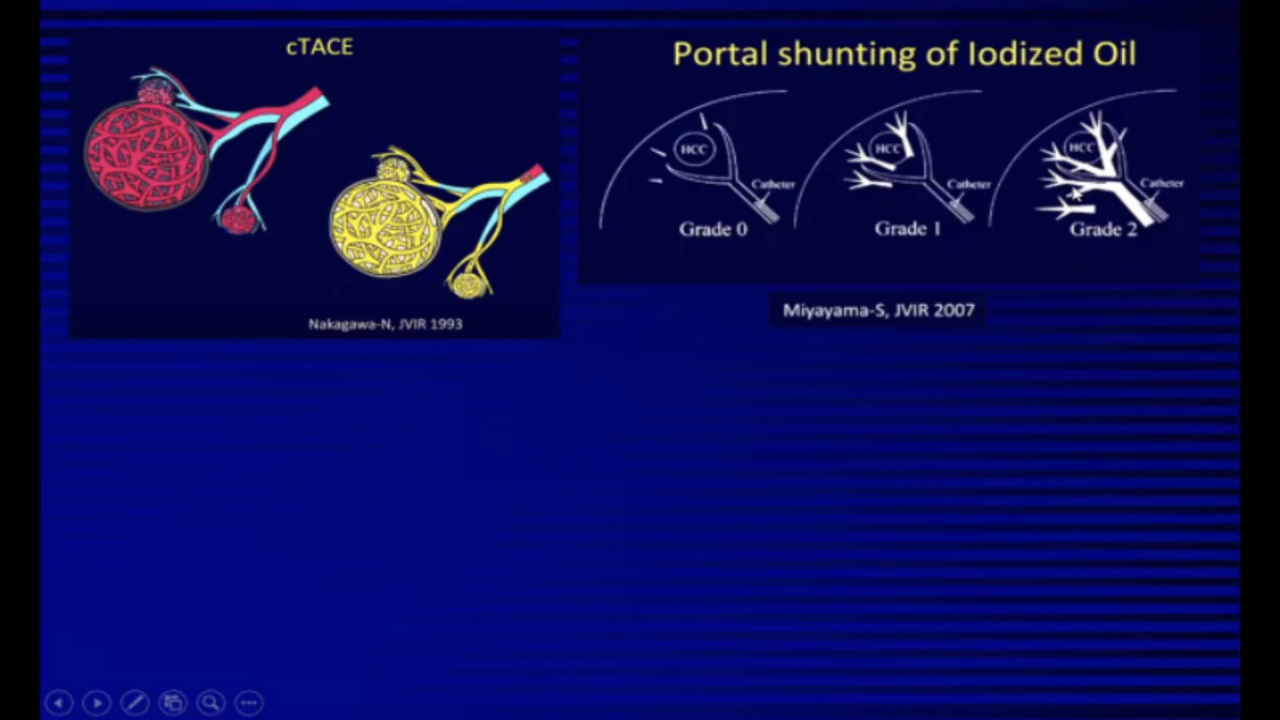 cTACE
Nakagawa-N, JVIR 1993
Portal shunting of Iodized Oil
HCC
Catheter
Grade 0
HCC
Catheter
Grade 1
HCC
Catheter
Grade 2
Miyayama-S, JVIR 2007